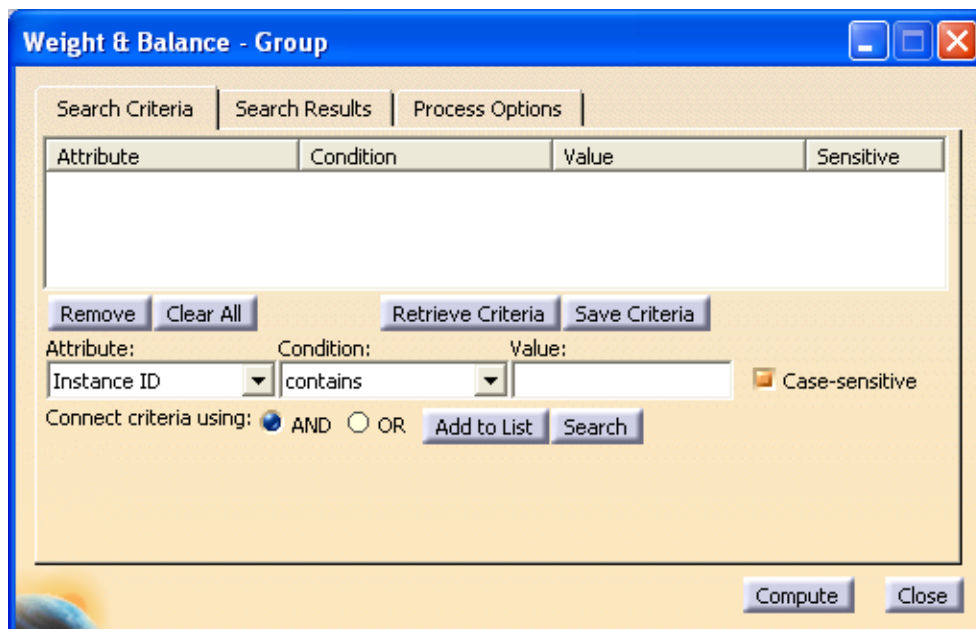 Weight & Balance - Group
Search Criteria Search Results Process Options
Attribute Condition Value Sensitive
Remove Clear All Retrieve Criteria Save Criteria
Attribute: Condition: Value:
Instance ID contains Case-sensitive
Connect criteria using: AND OR Add to List Search
Compute Close